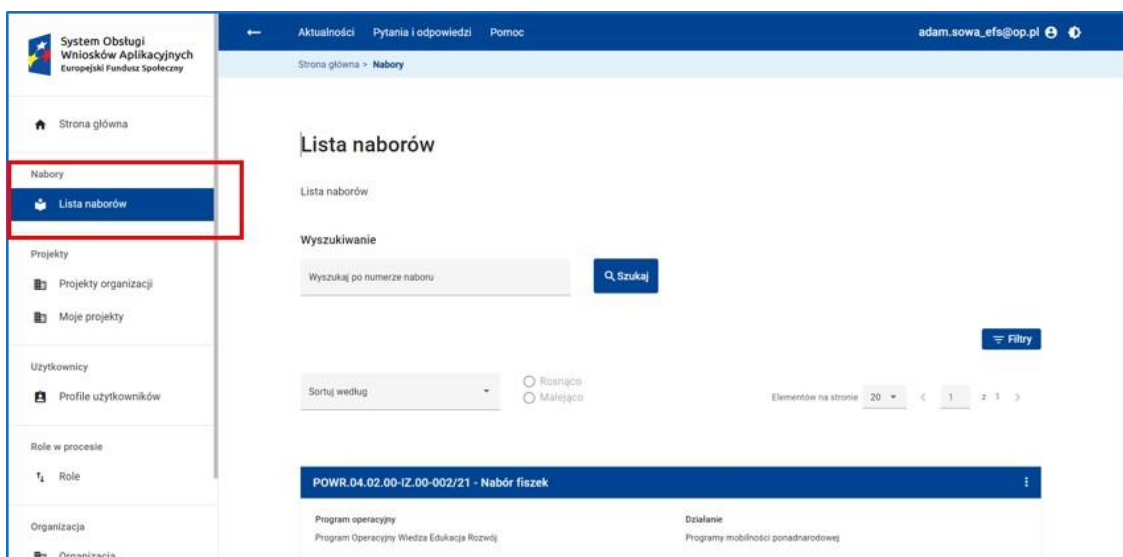 System Obsługi
Wniosków Aplikacyjnych
Europejski Fundusz Społeczny
Aktualności Pytania i odpowiedzi Pomoc
adam.sowa_efs@op.pl
Strona główna > Nabory
Strona główna
Nabory
Lista naborów
Projekty
Projekty organizacji
Moje projekty
Użytkownicy
Profile użytkowników
Role w procesie
Role
Organizacja
Organizacja
Lista naborów
Lista naborów
Wyszukiwanie
Wyszukaj po numerze naboru
Szukaj
Filtry
Sortuj według
Rosnąco
Malejąco
Elementów na stronie 20 < 1 z 1 >
POWR.04.02.00-IZ.00-002/21 - Nabór fiszek
Program operacyjny
Program Operacyjny Wiedza Edukacja Rozwój
Działanie
Programy mobilności ponadnarodowej